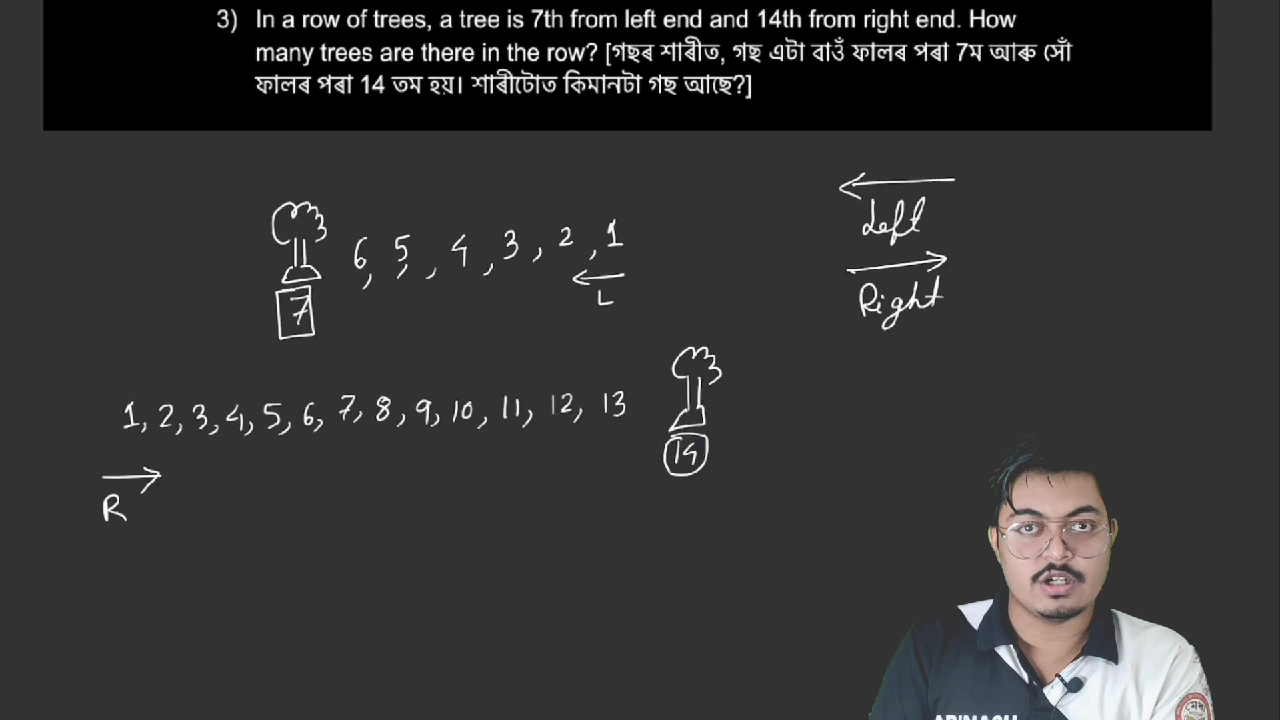 3) In a row of trees, a tree is 7th from left end and 14th from right end. How
many trees are there in the row? [গছৰ শাৰীত, গছ এটা বাওঁ ফালৰ পৰা 7ম আৰু সোঁ
ফালৰ পৰা 14 তম হয়। শাৰীটোত কিমানটা গছ আছে?]
Left
Right
6, 5, , 4 , 3 , 2 , 1
L
7
1, 2, 3, 4, 5, 6, 7, 8, 9, 10, 11, 12, 13
14
R
ABINASH